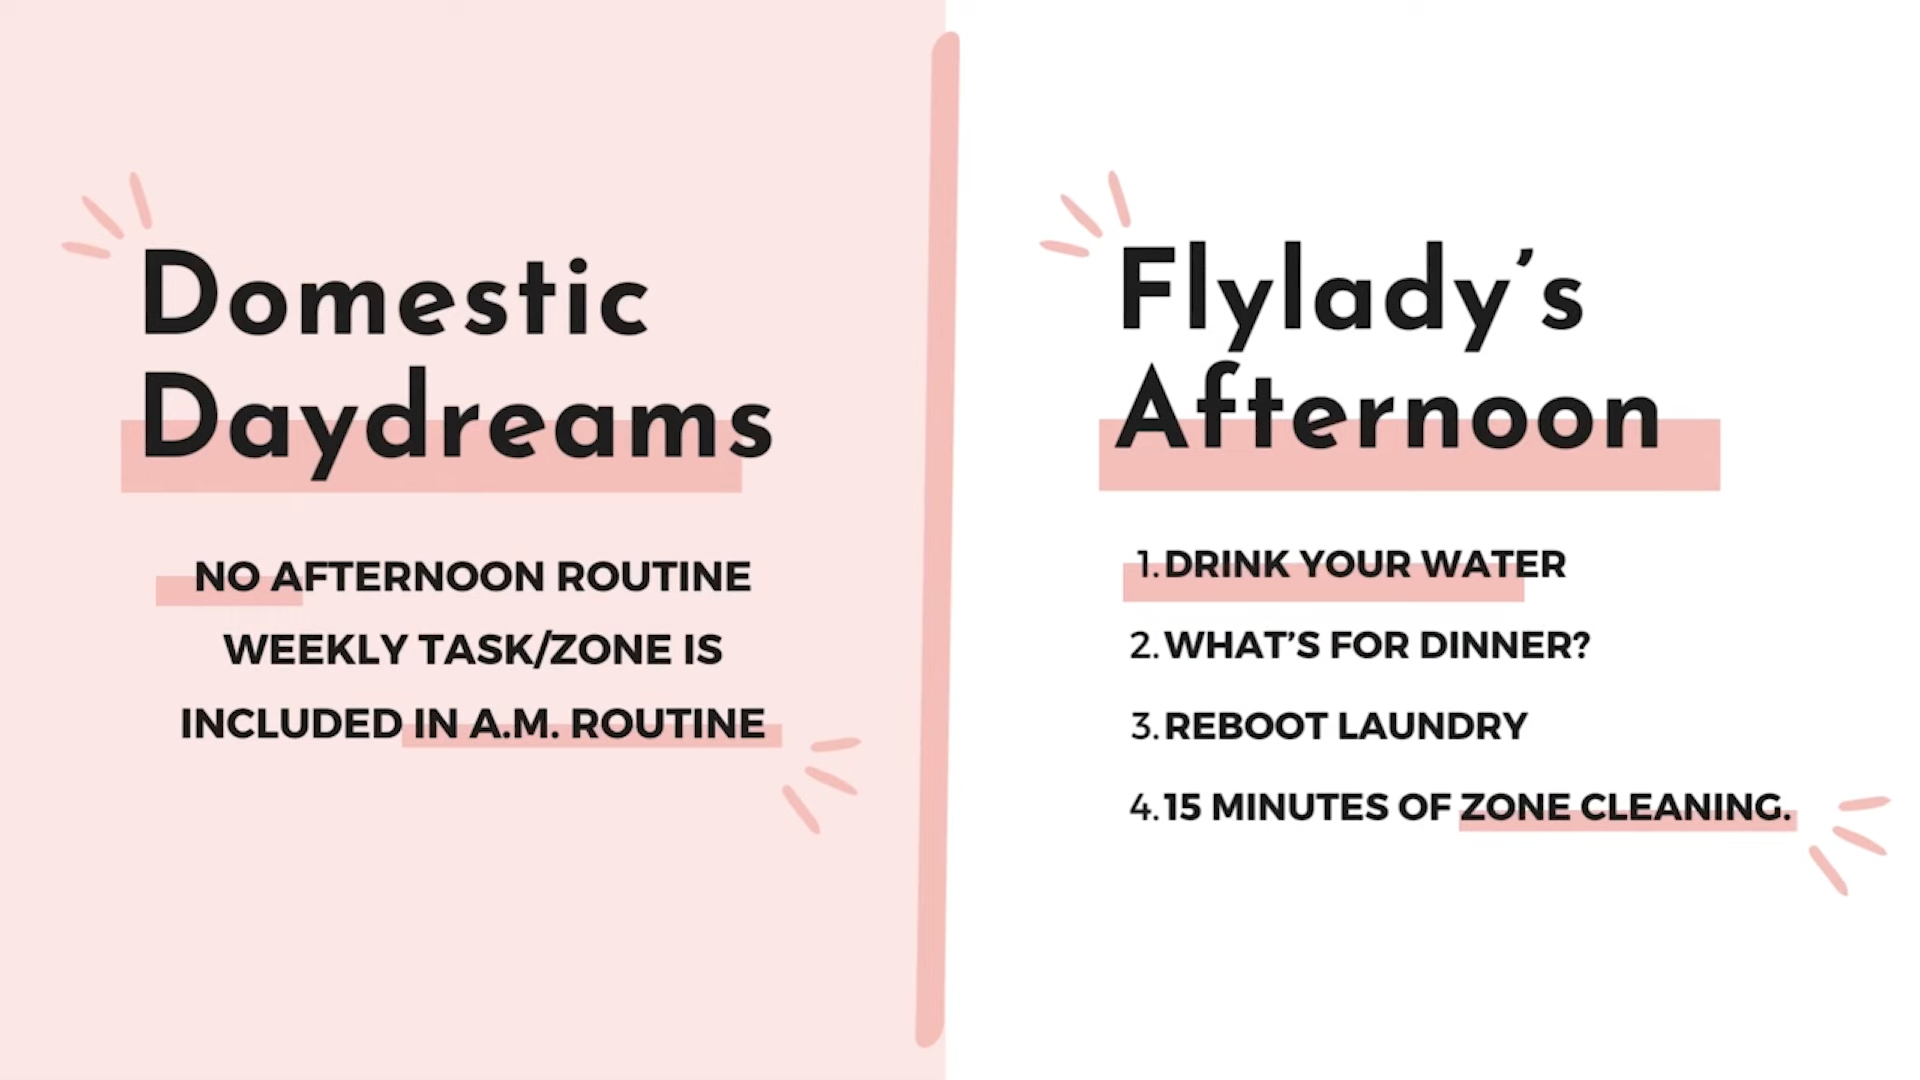 Domestic
Daydreams
NO AFTERNOON ROUTINE
WEEKLY TASK/ZONE IS
INCLUDED IN A.M. ROUTINE
Flylady’s
Afternoon
1. DRINK YOUR WATER
2. WHAT’S FOR DINNER?
3. REBOOT LAUNDRY
4. 15 MINUTES OF ZONE CLEANING.